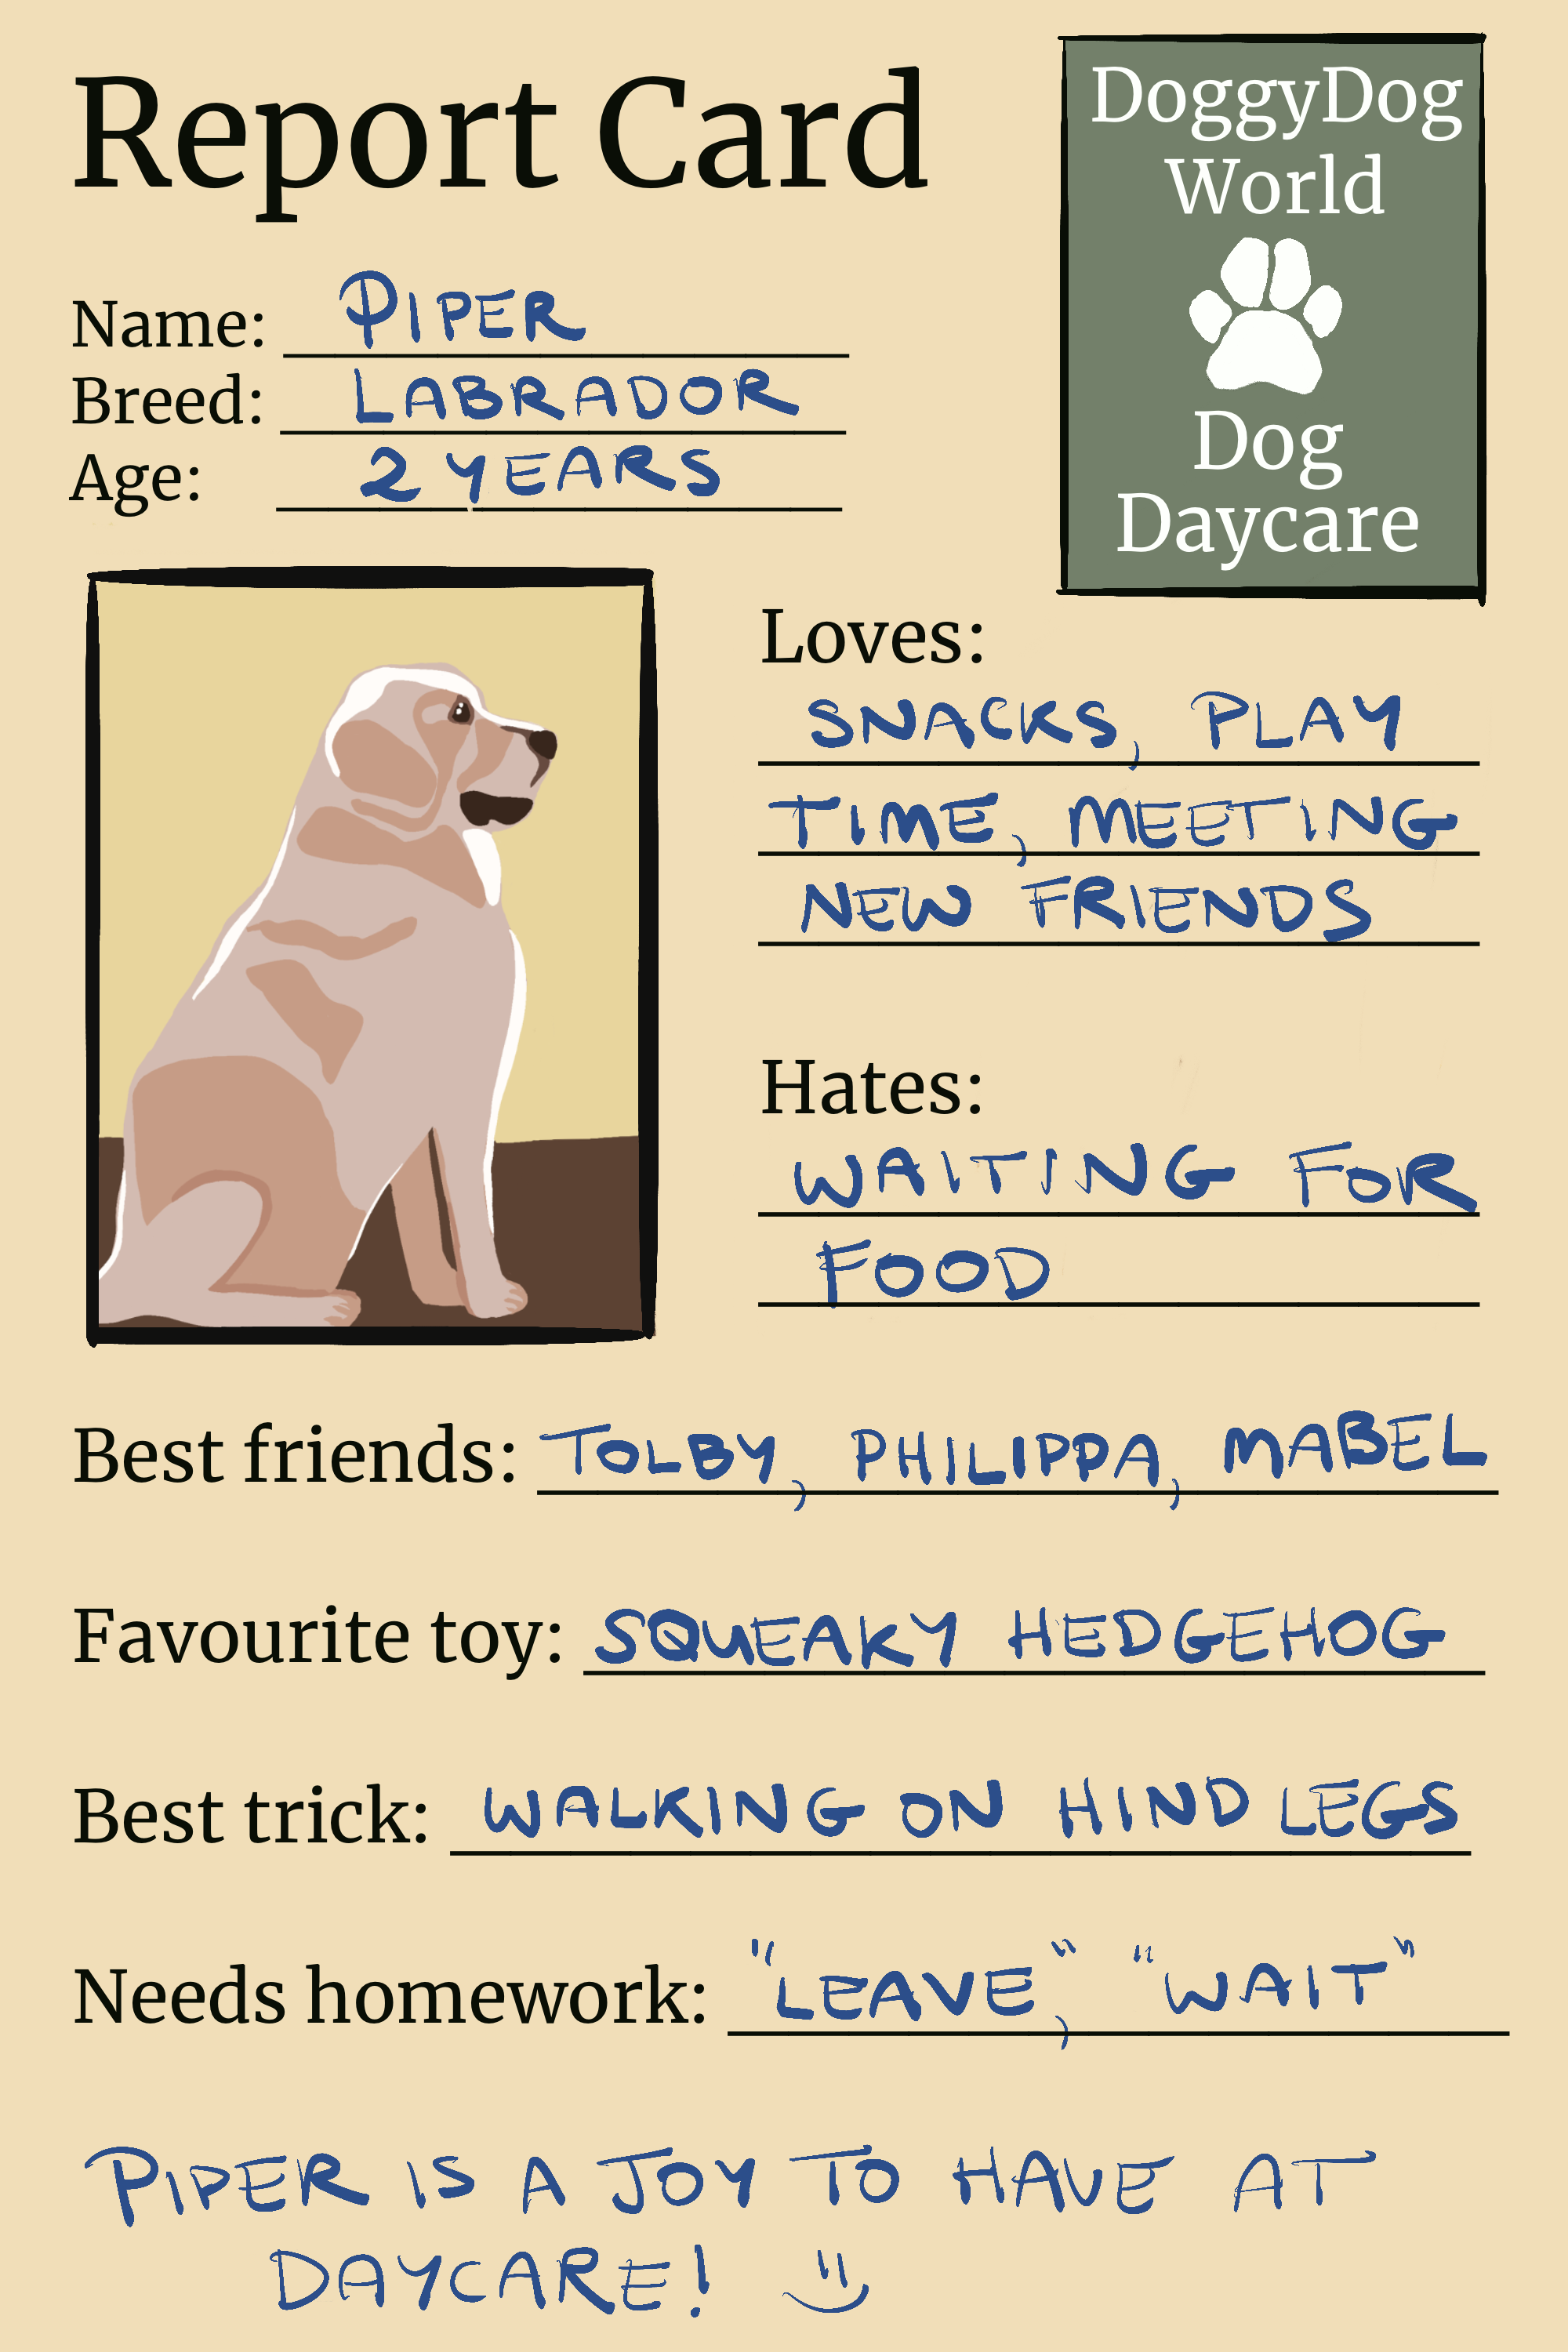 Report Card
DoggyDog
World
Dog
Daycare
Name: PIPER
Breed: LABRADOR
Age: 2 YEARS
Loves:
SNACKS, PLAY
TIME, MEETING
NEW FRIENDS
Hates:
WAITING FOR
FOOD
Best friends: TOLBY, PHILIPPA, MABEL
Favourite toy: SQUEAKY HEDGEHOG
Best trick: WALKING ON HIND LEGS
Needs homework: "LEAVE", "WAIT"
PIPER IS A JOY TO HAVE AT
DAYCARE!